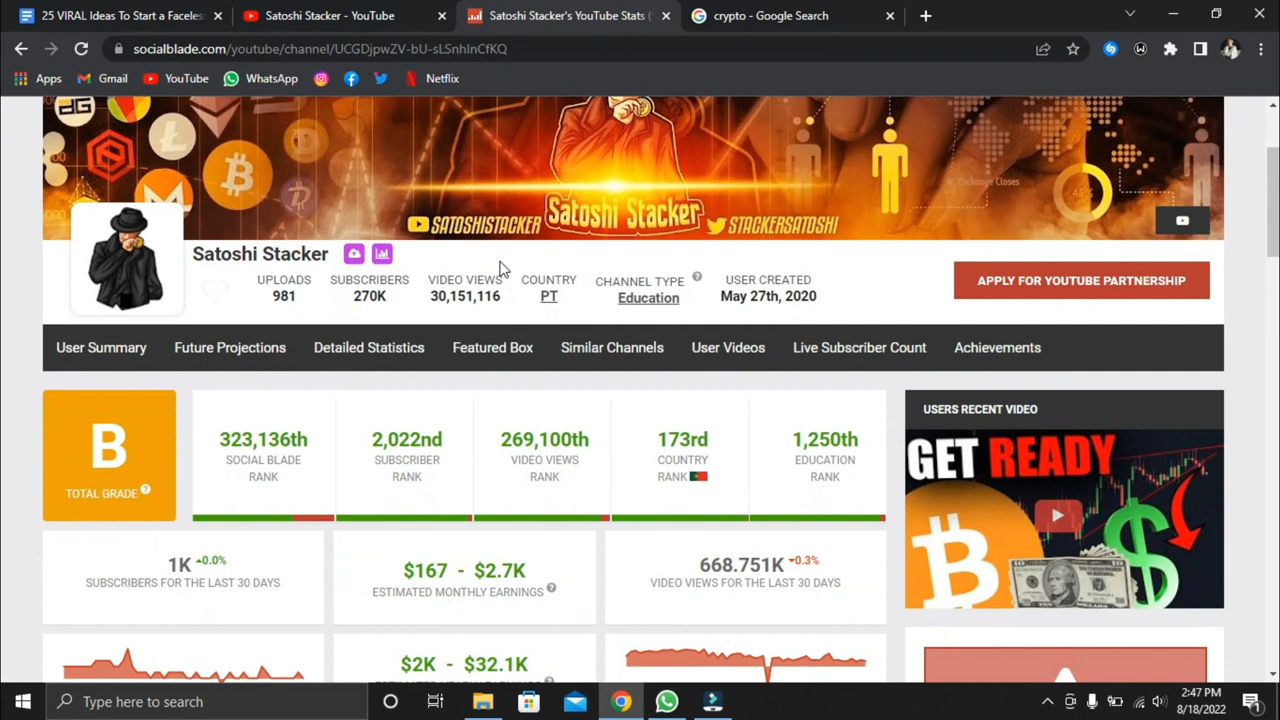 25 VIRAL Ideas To Start a Faceles
Satoshi Stacker - YouTube
Satoshi Stacker's YouTube Stats (
crypto - Google Search
socialblade.com/youtube/channel/UCGDjpwZV-bU-sLSnhlnCfKQ
Apps
Gmail
YouTube
WhatsApp
Netflix
Exchange Closes
45%
SATOSHISTACKER
Satoshi Stacker
STACKERSATOSHI
Satoshi Stacker
UPLOADS
981
SUBSCRIBERS
270K
VIDEO VIEWS
30,151,116
COUNTRY
PT
CHANNEL TYPE
Education
USER CREATED
May 27th, 2020
APPLY FOR YOUTUBE PARTNERSHIP
User Summary
Future Projections
Detailed Statistics
Featured Box
Similar Channels
User Videos
Live Subscriber Count
Achievements
B
TOTAL GRADE
323,136th
SOCIAL BLADE
RANK
2,022nd
SUBSCRIBER
RANK
269,100th
VIDEO VIEWS
RANK
173rd
COUNTRY
RANK
1,250th
EDUCATION
RANK
USERS RECENT VIDEO
GET READY
1K 0.0%
SUBSCRIBERS FOR THE LAST 30 DAYS
$167 - $2.7K
ESTIMATED MONTHLY EARNINGS
668.751K 0.3%
VIDEO VIEWS FOR THE LAST 30 DAYS
$2K - $32.1K
Type here to search
2:47 PM
8/18/2022